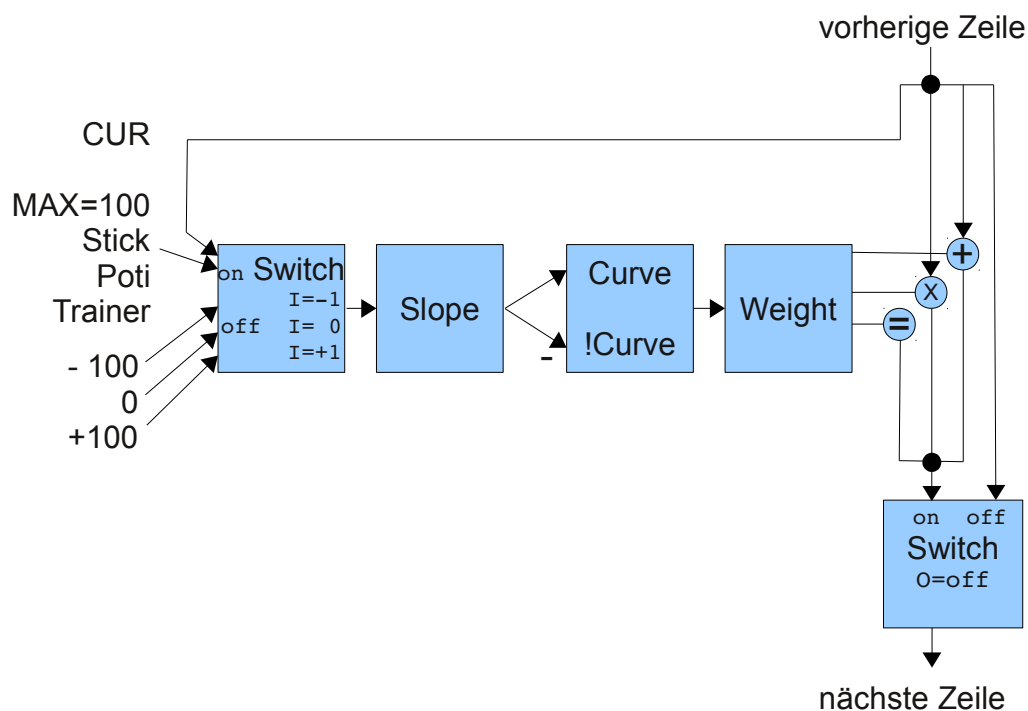 vorherige Zeile
CUR
MAX=100
Stick
Poti
Trainer
- 100
0
+100
on Switch
I=-1
off I= 0
I=+1
Slope
-
Curve
!Curve
Weight
+
X
=
on off
Switch
O=off
nächste Zeile